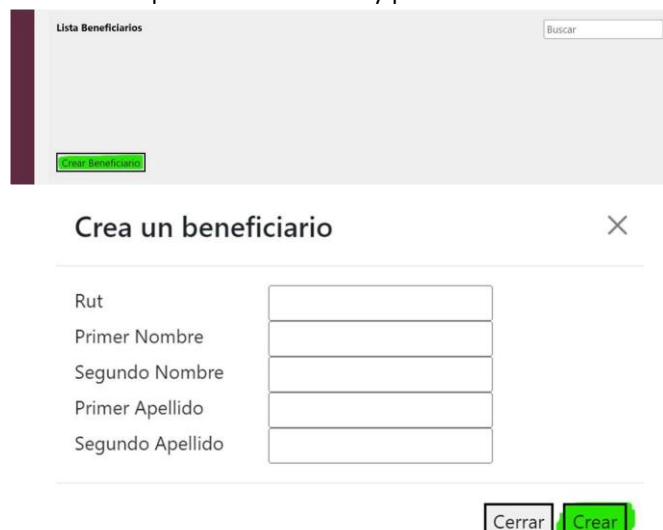 Lista Beneficiarios
Buscar
Crear Beneficiario
Crea un beneficiario
Rut
Primer Nombre
Segundo Nombre
Primer Apellido
Segundo Apellido
Cerrar Crear